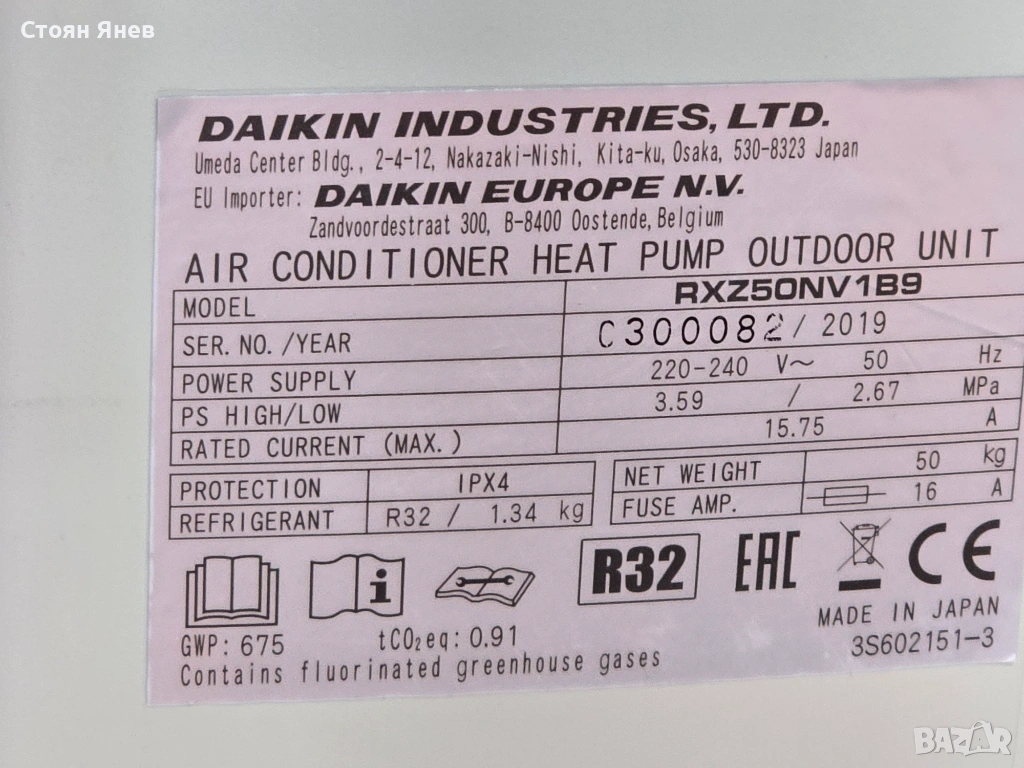 Стоян Янев
DAIKIN INDUSTRIES, LTD.
Umeda Center Bldg., 2-4-12, Nakazaki-Nishi, Kita-ku, Osaka, 530-8323 Japan
EU Importer: DAIKIN EUROPE N.V.
Zandvoordestraat 300, B-8400 Oostende, Belgium
AIR CONDITIONER HEAT PUMP OUTDOOR UNIT
MODEL RXZ50NV1B9
SER. NO. /YEAR C300082 / 2019
POWER SUPPLY 220-240 V~ 50 Hz
PS HIGH/LOW 3.59 / 2.67 MPa
RATED CURRENT (MAX.) 15.75 A
PROTECTION IPX4 NET WEIGHT 50 kg
REFRIGERANT R32 / 1.34 kg FUSE AMP. 16 A
i R32 EAC CE
MADE IN JAPAN
GWP: 675 tCO₂eq: 0.91 3S602151-3
Contains fluorinated greenhouse gases
BAZAR